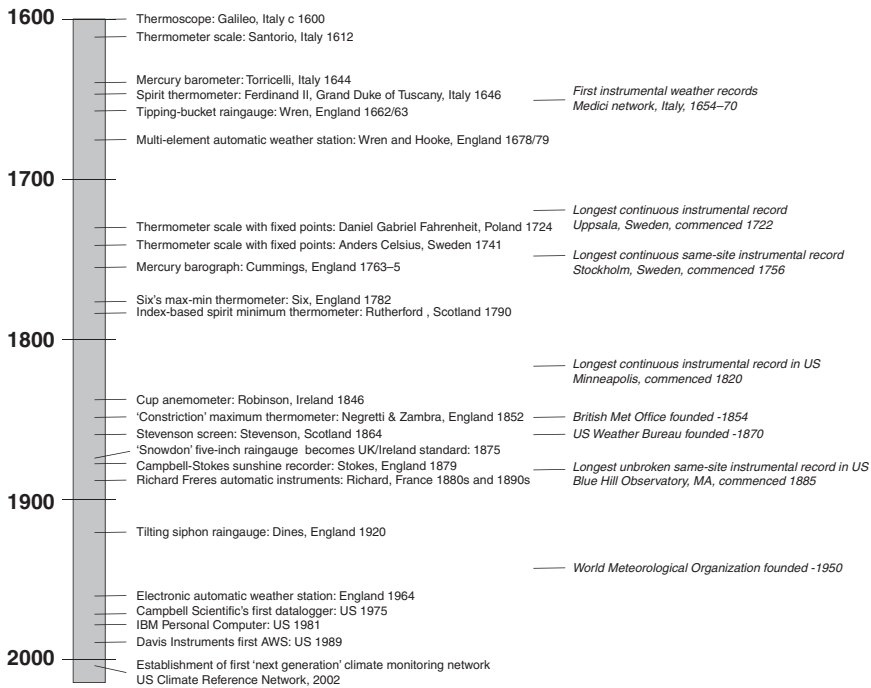 1600
Thermoscope: Galileo, Italy c 1600
Thermometer scale: Santorio, Italy 1612
Mercury barometer: Torricelli, Italy 1644
Spirit thermometer: Ferdinand II, Grand Duke of Tuscany, Italy 1646
First instrumental weather records
Medici network, Italy, 1654–70
Tipping-bucket raingauge: Wren, England 1662/63
Multi-element automatic weather station: Wren and Hooke, England 1678/79
1700
Longest continuous instrumental record
Uppsala, Sweden, commenced 1722
Thermometer scale with fixed points: Daniel Gabriel Fahrenheit, Poland 1724
Thermometer scale with fixed points: Anders Celsius, Sweden 1741
Longest continuous same-site instrumental record
Stockholm, Sweden, commenced 1756
Mercury barograph: Cummings, England 1763–5
Six's max-min thermometer: Six, England 1782
Index-based spirit minimum thermometer: Rutherford , Scotland 1790
1800
Longest continuous instrumental record in US
Minneapolis, commenced 1820
Cup anemometer: Robinson, Ireland 1846
‘Constriction’ maximum thermometer: Negretti & Zambra, England 1852
British Met Office founded -1854
Stevenson screen: Stevenson, Scotland 1864
US Weather Bureau founded -1870
‘Snowdon’ five-inch raingauge becomes UK/Ireland standard: 1875
Campbell-Stokes sunshine recorder: Stokes, England 1879
Longest unbroken same-site instrumental record in US
Blue Hill Observatory, MA, commenced 1885
Richard Freres automatic instruments: Richard, France 1880s and 1890s
1900
Tilting siphon raingauge: Dines, England 1920
World Meteorological Organization founded -1950
Electronic automatic weather station: England 1964
Campbell Scientific's first datalogger: US 1975
IBM Personal Computer: US 1981
Davis Instruments first AWS: US 1989
2000
Establishment of first ‘next generation’ climate monitoring network
US Climate Reference Network, 2002